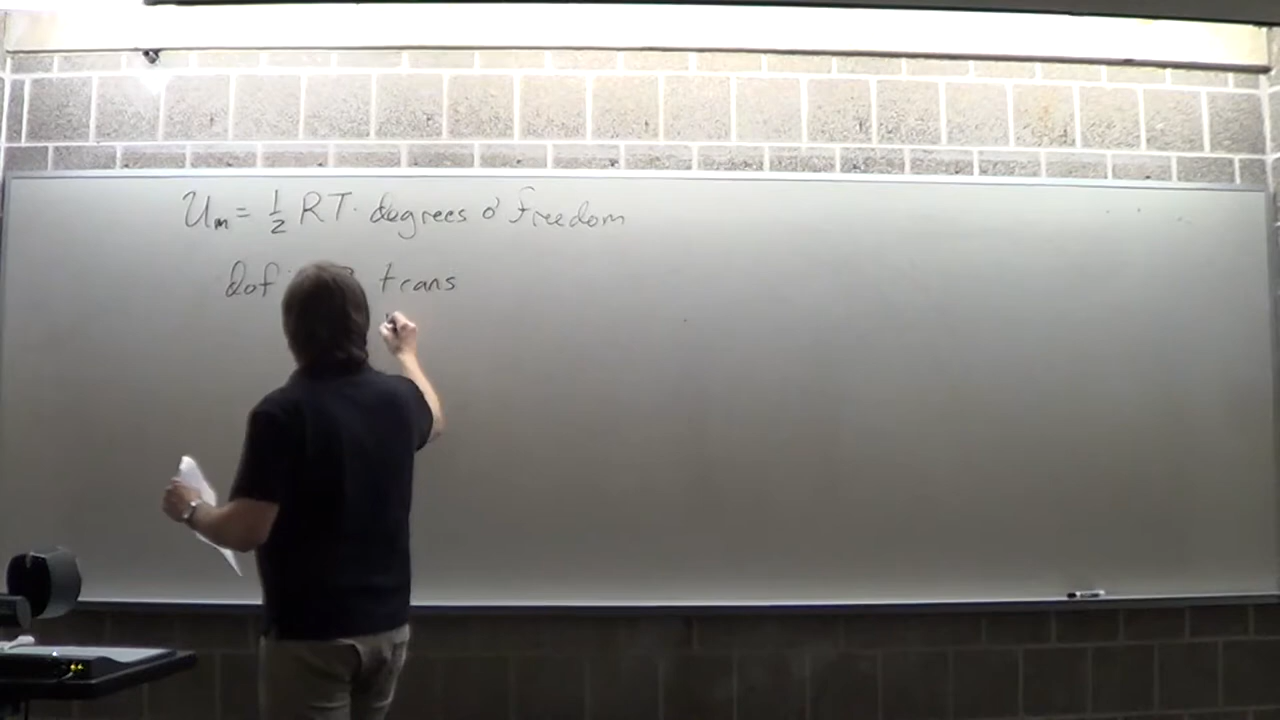 Um = 1/2 RT · degrees o' freedom
dof trans